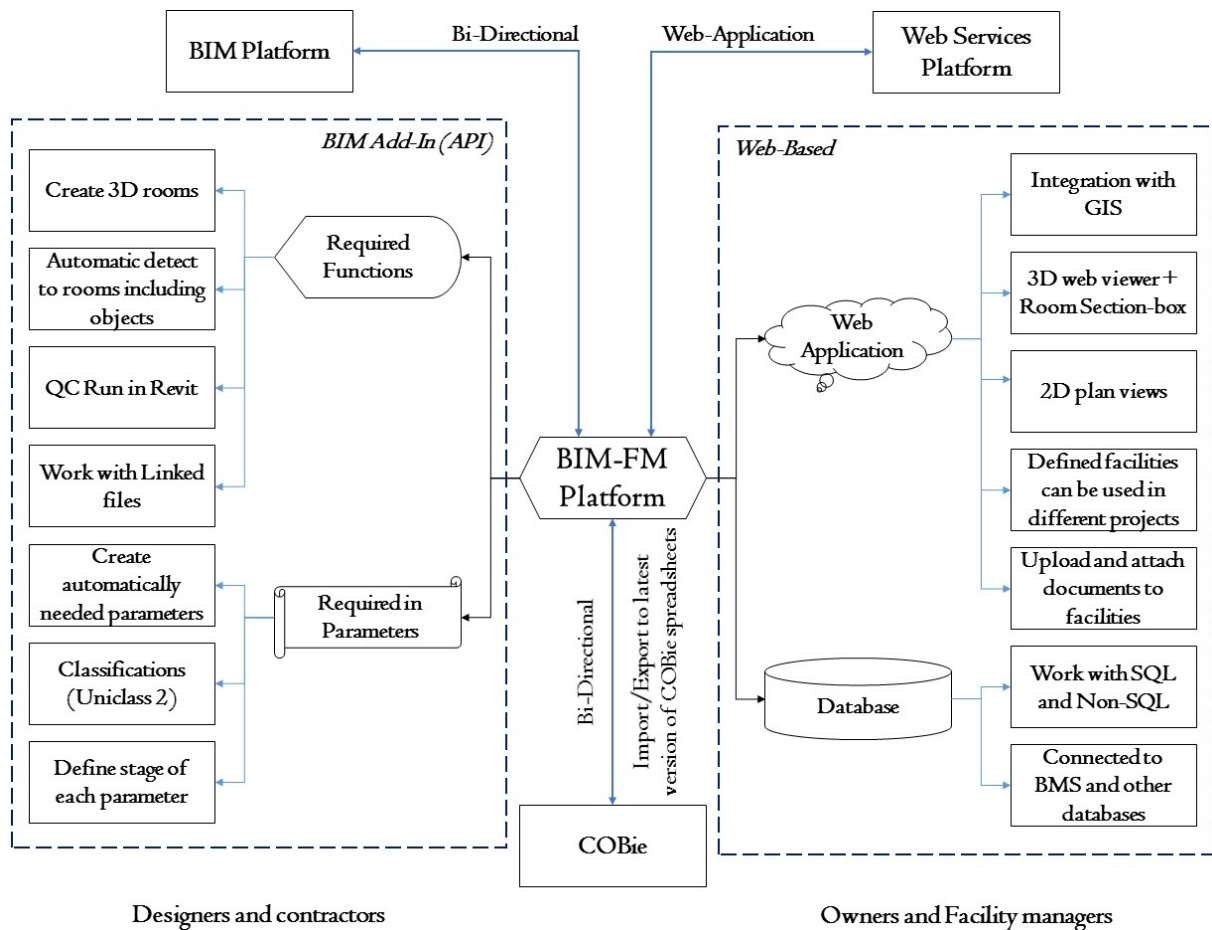 BIM Platform
Bi-Directional
Web-Application
Web Services
Platform
BIM Add-In (API)
Create 3D rooms
Automatic detect
to rooms including
objects
QC Run in Revit
Work with Linked
files
Create
automatically
needed parameters
Classifications
(Uniclass 2)
Define stage of
each parameter
Required
Functions
Required in
Parameters
BIM-FM
Platform
Bi-Directional
Import/Export to latest
version of COBie spreadsheets
COBie
Web-Based
Web
Application
Database
Integration with
GIS
3D web viewer +
Room Section-box
2D plan views
Defined facilities
can be used in
different projects
Upload and attach
documents to
facilities
Work with SQL
and Non-SQL
Connected to
BMS and other
databases
Designers and contractors
Owners and Facility managers